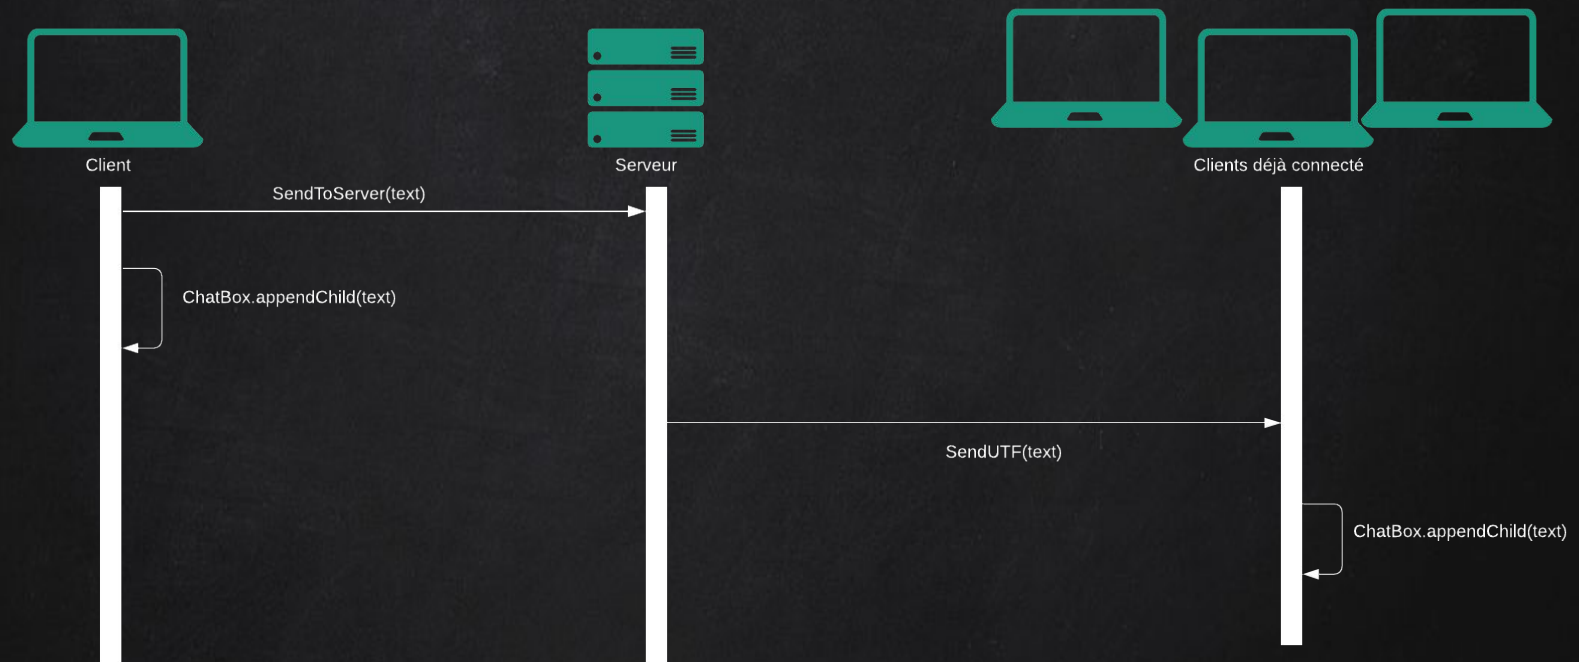 Client
Serveur
Clients déjà connecté
SendToServer(text)
ChatBox.appendChild(text)
SendUTF(text)
ChatBox.appendChild(text)